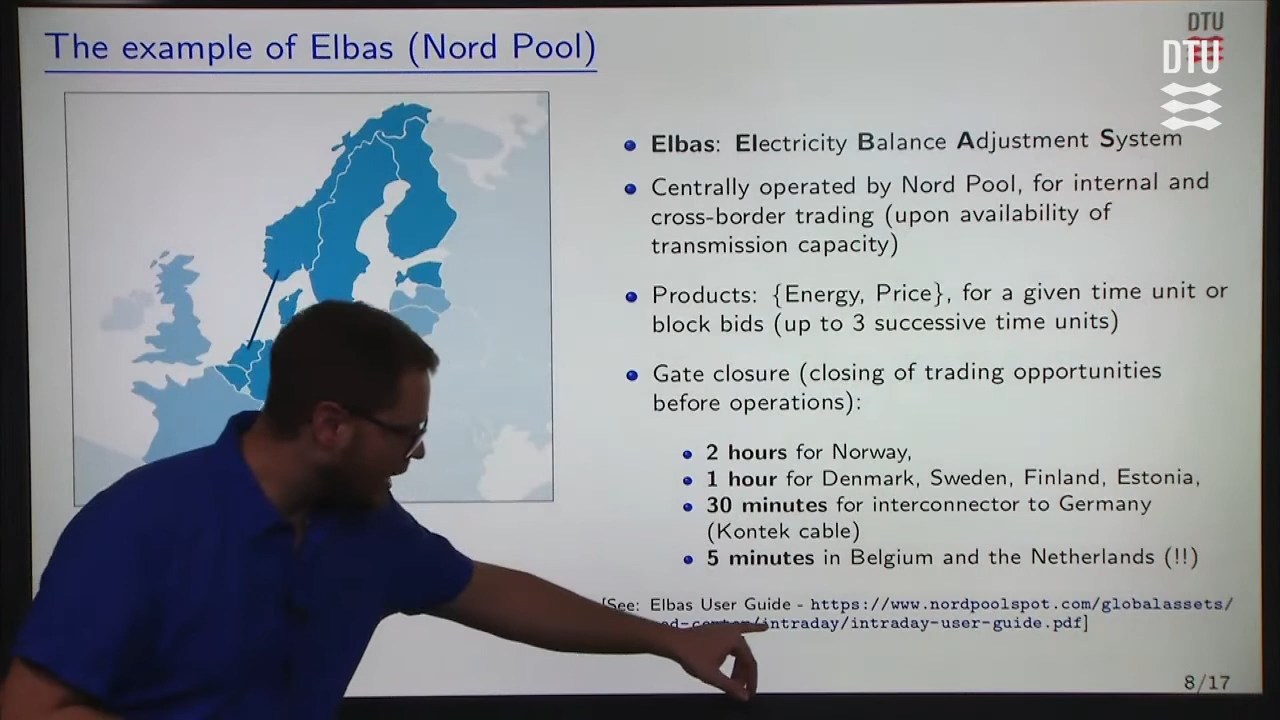 The example of Elbas (Nord Pool)
DTU
DTU
Elbas: Electricity Balance Adjustment System
Centrally operated by Nord Pool, for internal and
cross-border trading (upon availability of
transmission capacity)
Products: {Energy, Price}, for a given time unit or
block bids (up to 3 successive time units)
Gate closure (closing of trading opportunities
before operations):
2 hours for Norway,
1 hour for Denmark, Sweden, Finland, Estonia,
30 minutes for interconnector to Germany
(Kontek cable)
5 minutes in Belgium and the Netherlands (!!)
[See: Elbas User Guide - https://www.nordpoolspot.com/globalassets/
intraday/intraday-user-guide.pdf]
8/17